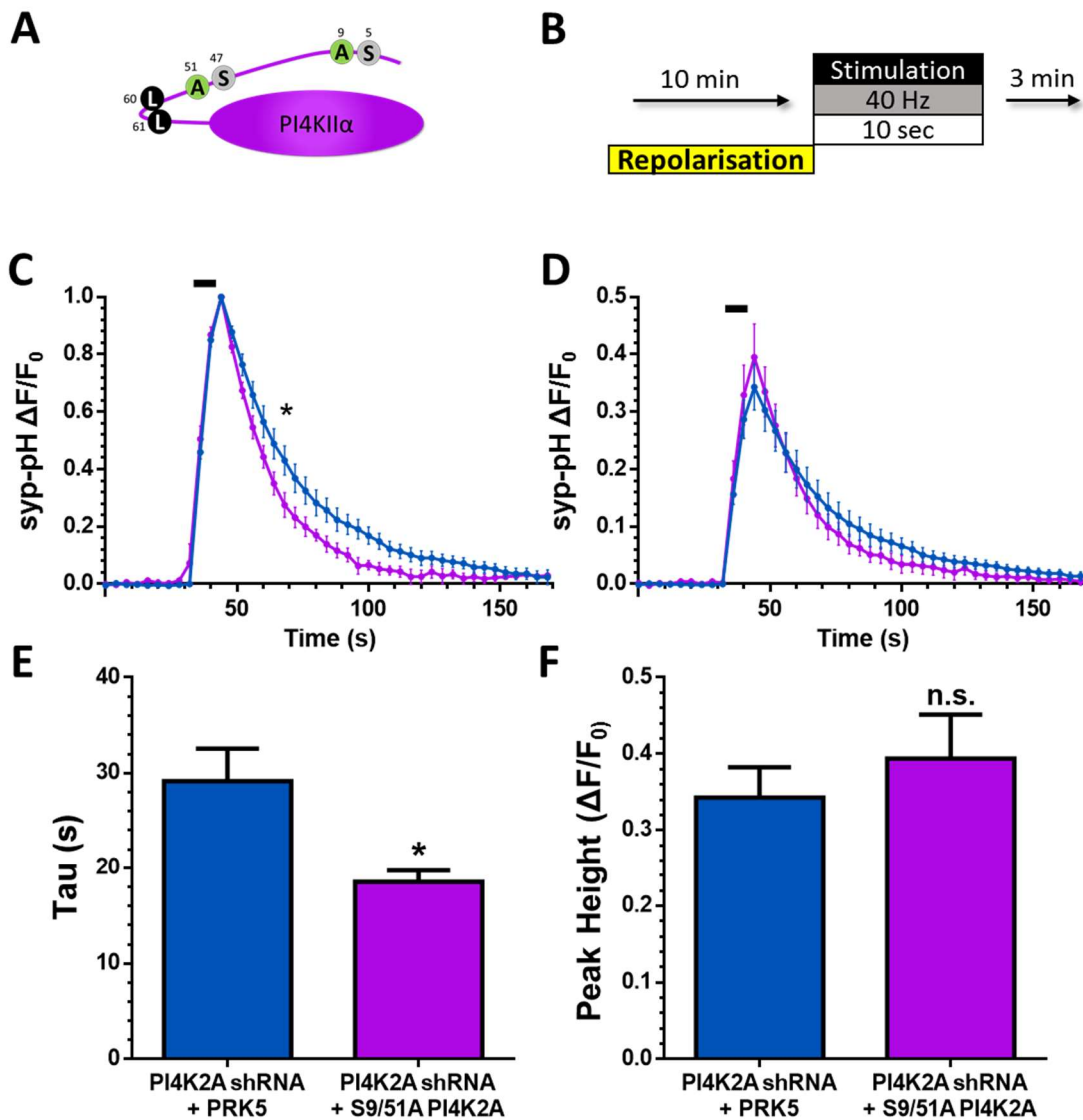 A
9
5
A
S
51
47
A
S
60
L
61
L
PI4KIIα
B
10 min
Stimulation
3 min
40 Hz
10 sec
Repolarisation
C
syp-pH ΔF/F0
1.0
0.8
0.6
0.4
0.2
0.0
*
50
100
150
Time (s)
D
syp-pH ΔF/F0
0.5
0.4
0.3
0.2
0.1
0.0
50
100
150
Time (s)
E
Tau (s)
40
30
20
10
0
*
PI4K2A shRNA
+ PRK5
PI4K2A shRNA
+ S9/51A PI4K2A
F
Peak Height (ΔF/F0)
0.5
0.4
0.3
0.2
0.1
0.0
n.s.
PI4K2A shRNA
+ PRK5
PI4K2A shRNA
+ S9/51A PI4K2A